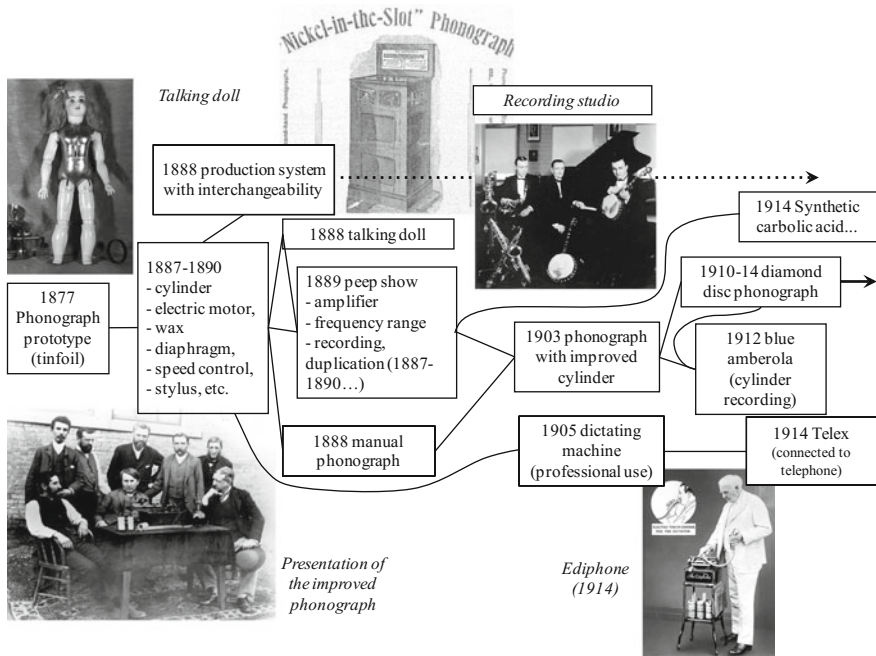 "Nickel-in-the-Slot" Phonograph
Talking doll
Recording studio
1888 production system
with interchangeability
1914 Synthetic
carbolic acid...
1888 talking doll
1887-1890
- cylinder
- electric motor,
- wax
- diaphragm,
- speed control,
- stylus, etc.
1889 peep show
- amplifier
- frequency range
- recording,
duplication (1887-
1890…)
1910-14 diamond
disc phonograph
1877
Phonograph
prototype
(tinfoil)
1903 phonograph
with improved
cylinder
1912 blue
amberola
(cylinder
recording)
1888 manual
phonograph
1905 dictating
machine
(professional use)
1914 Telex
(connected to
telephone)
Presentation of
the improved
phonograph
Ediphone
(1914)